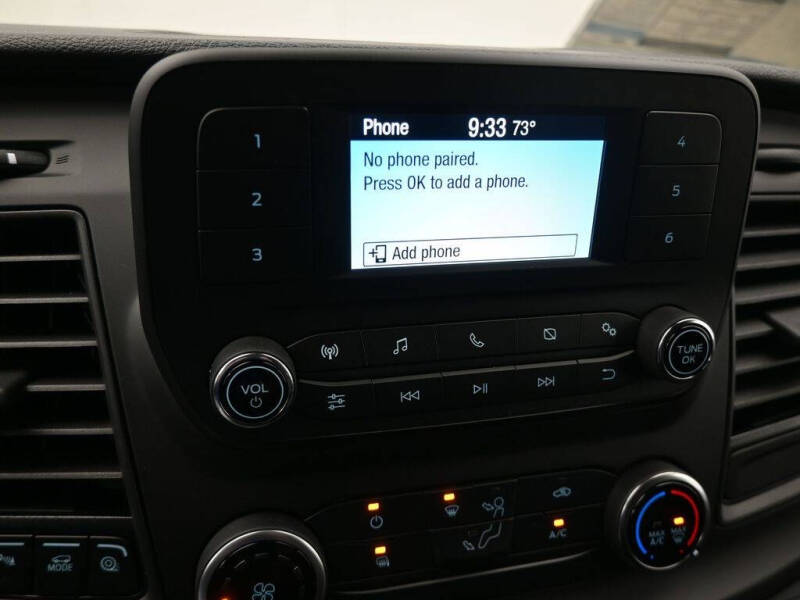 Phone 9:33 73°
No phone paired.
Press OK to add a phone.
Add phone
1
2
3
4
5
6
VOL
TUNE
OK
A/C
MAX
A/C
MAX
MODE